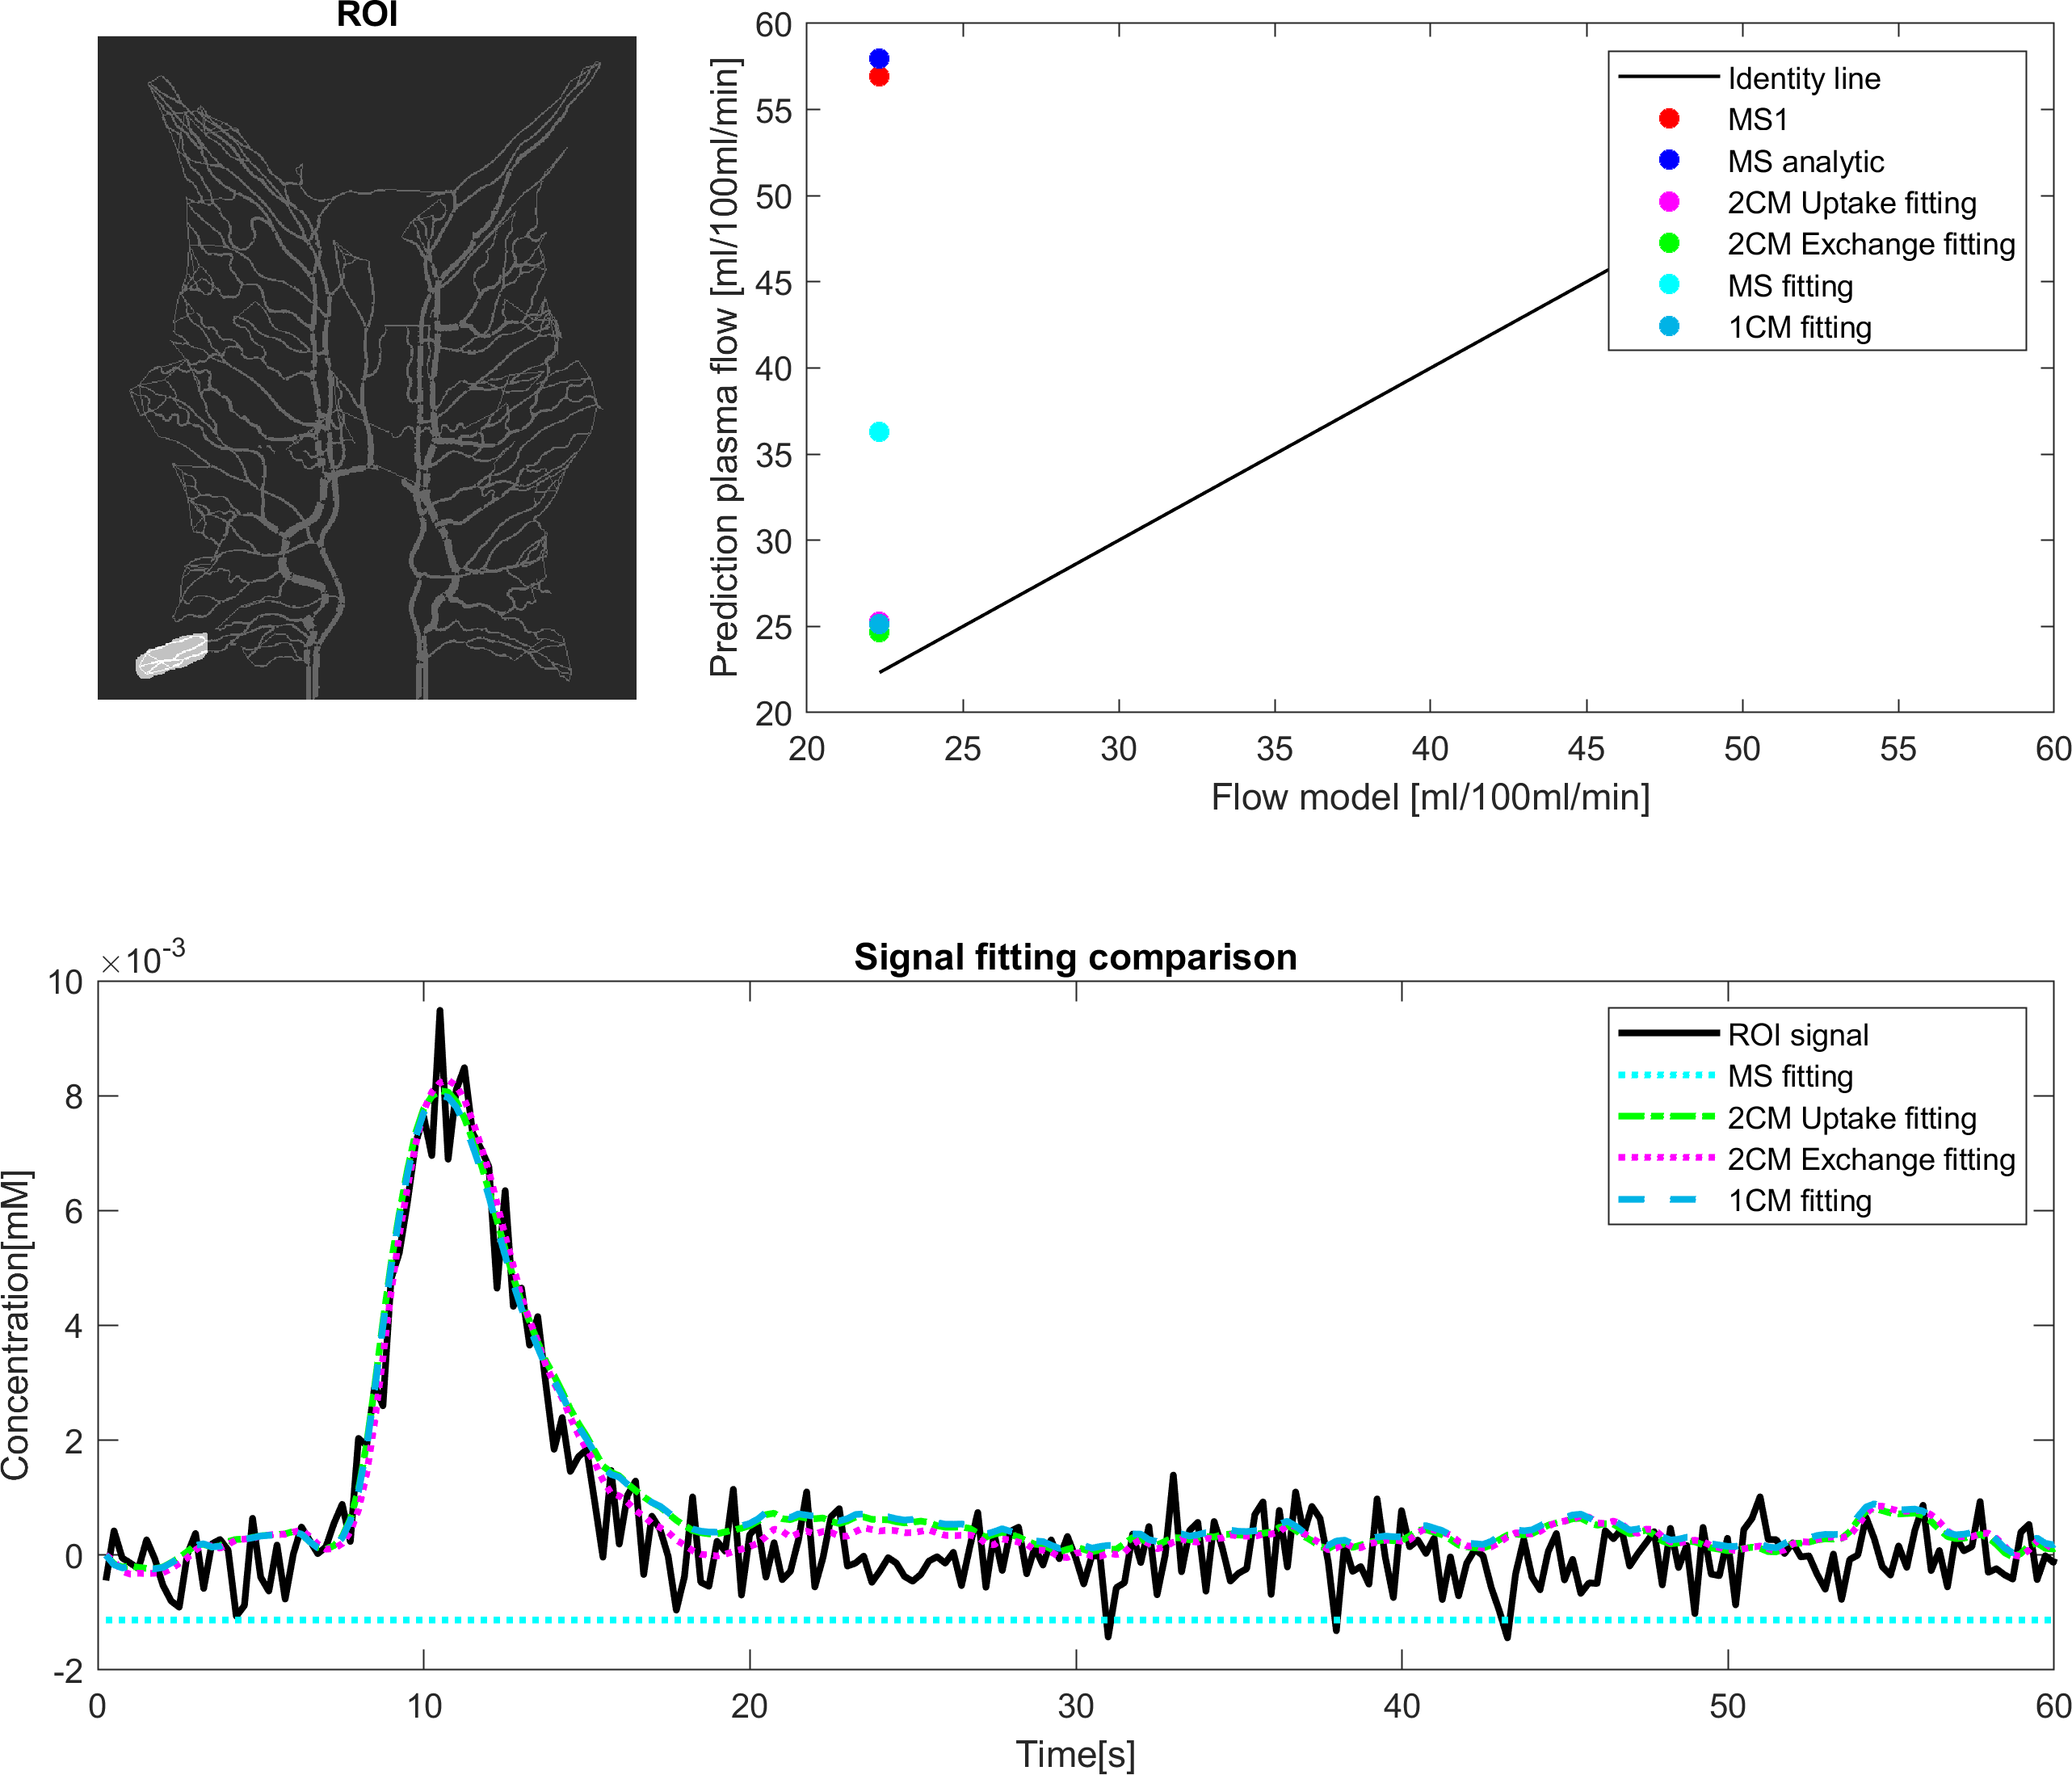 ROI
Prediction plasma flow [ml/100ml/min]
60
55
50
45
40
35
30
25
20
20 25 30 35 40 45 50 55 60
Flow model [ml/100ml/min]
Identity line
MS1
MS analytic
2CM Uptake fitting
2CM Exchange fitting
MS fitting
1CM fitting
Signal fitting comparison
×10-3
Concentration[mM]
10
8
6
4
2
0
-2
0 10 20 30 40 50 60
Time[s]
ROI signal
MS fitting
2CM Uptake fitting
2CM Exchange fitting
1CM fitting